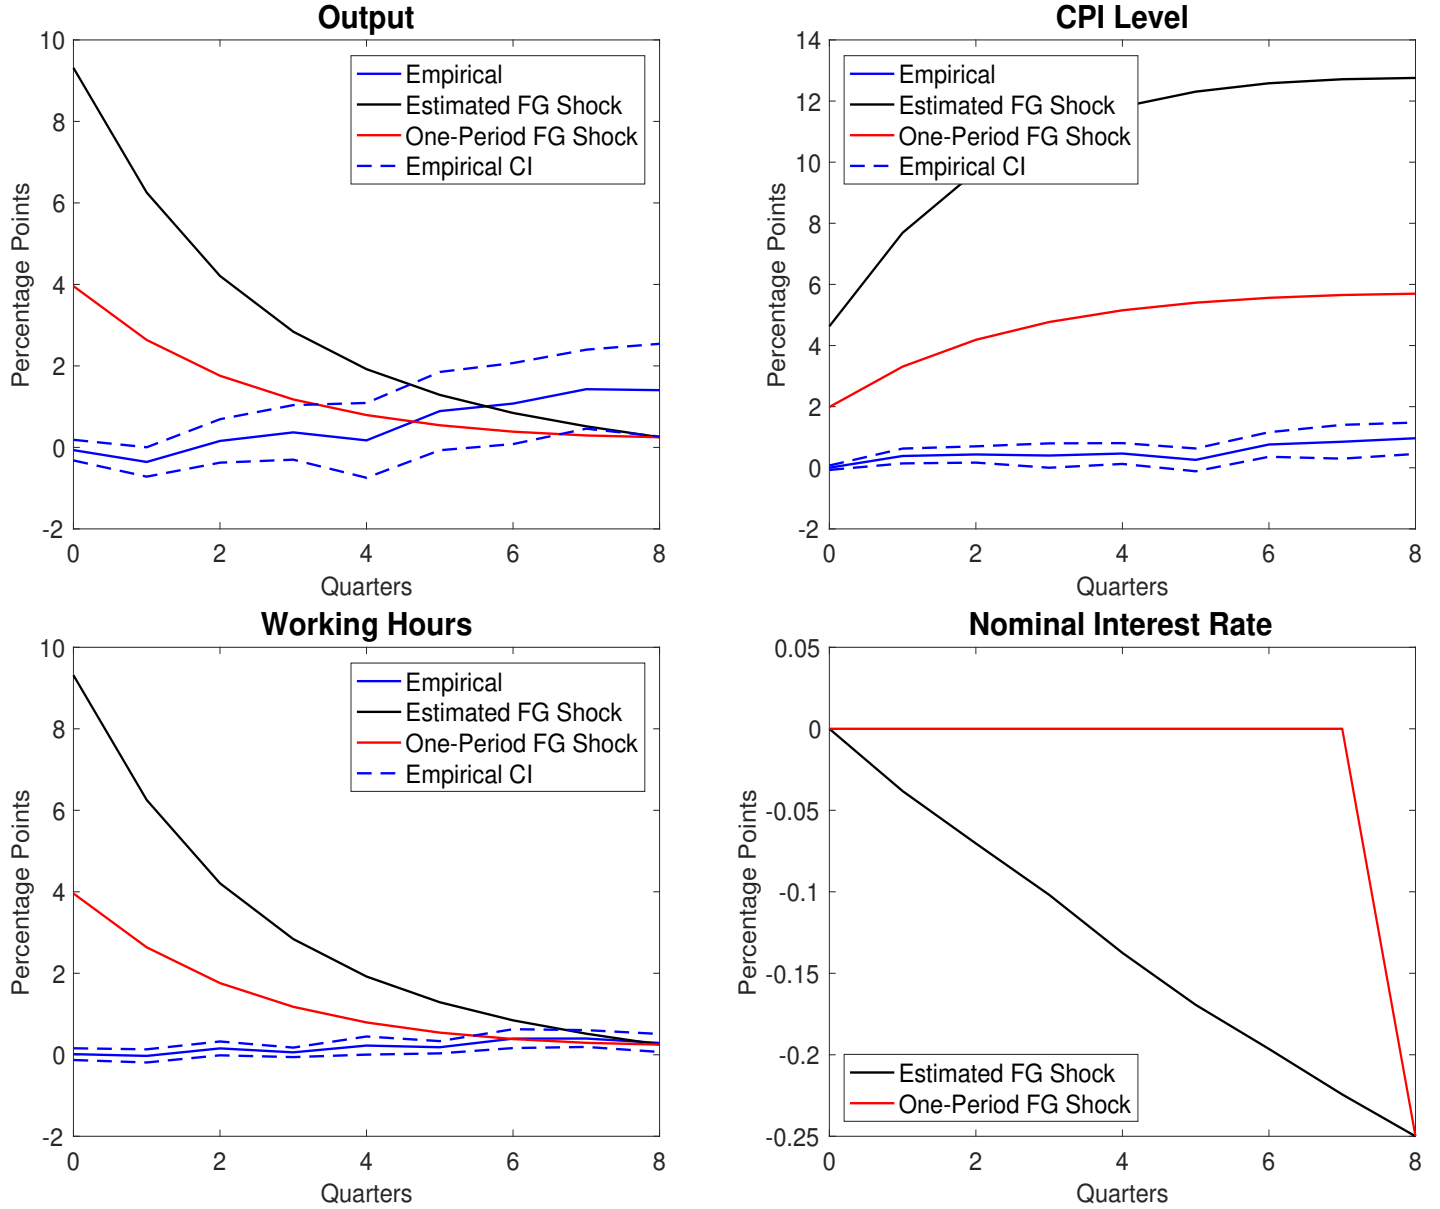 Output
10
8
6
4
2
0
-2
Percentage Points
Empirical
Estimated FG Shock
One-Period FG Shock
Empirical CI
0 2 4 6 8
Quarters
CPI Level
14
12
10
8
6
4
2
0
-2
Percentage Points
Empirical
Estimated FG Shock
One-Period FG Shock
Empirical CI
0 2 4 6 8
Quarters
Working Hours
10
8
6
4
2
0
-2
Percentage Points
Empirical
Estimated FG Shock
One-Period FG Shock
Empirical CI
0 2 4 6 8
Quarters
Nominal Interest Rate
0.05
0
-0.05
-0.1
-0.15
-0.2
-0.25
Percentage Points
Estimated FG Shock
One-Period FG Shock
0 2 4 6 8
Quarters